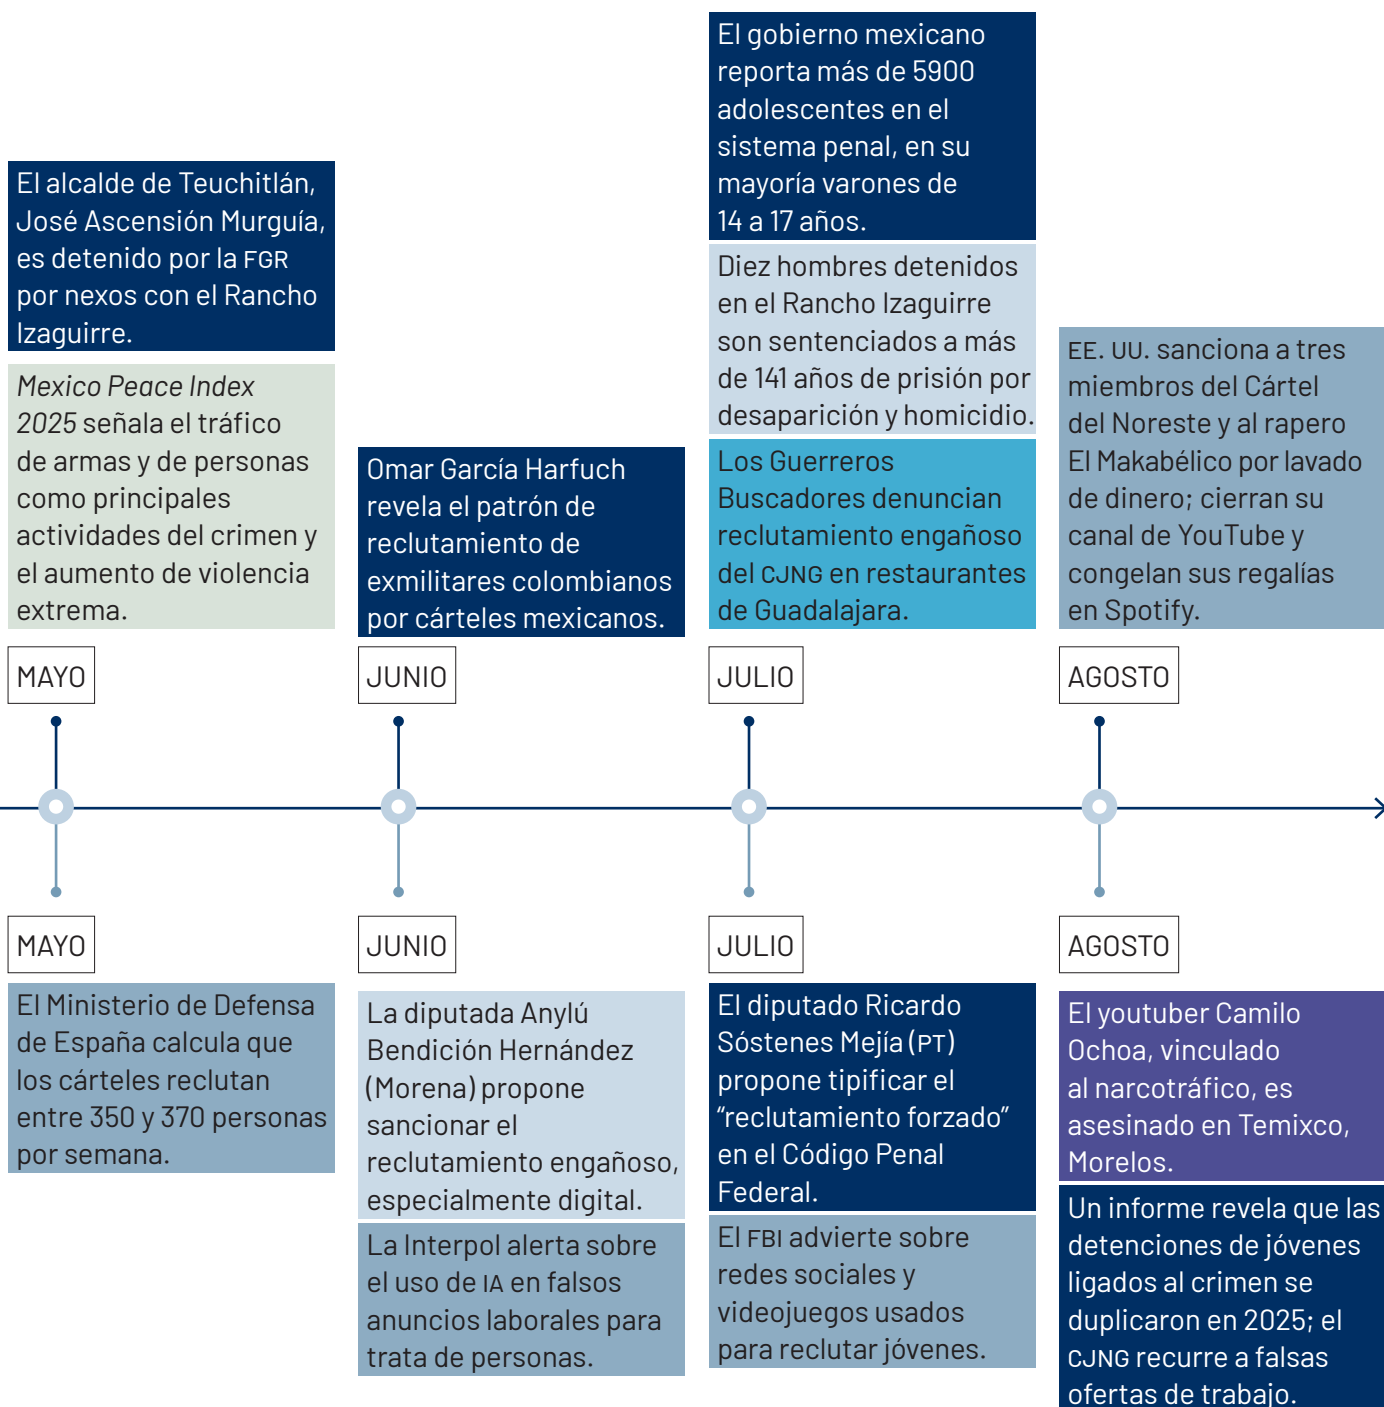 El alcalde de Teuchitlán,
José Ascensión Murguía,
es detenido por la FGR
por nexos con el Rancho
Izaguirre.
Mexico Peace Index
2025 señala el tráfico
de armas y de personas
como principales
actividades del crimen y
el aumento de violencia
extrema.
MAYO
Omar García Harfuch
revela el patrón de
reclutamiento de
exmilitares colombianos
por cárteles mexicanos.
JUNIO
El gobierno mexicano
reporta más de 5900
adolescentes en el
sistema penal, en su
mayoría varones de
14 a 17 años.
Diez hombres detenidos
en el Rancho Izaguirre
son sentenciados a más
de 141 años de prisión por
desaparición y homicidio.
Los Guerreros
Buscadores denuncian
reclutamiento engañoso
del CJNG en restaurantes
de Guadalajara.
JULIO
EE. UU. sanciona a tres
miembros del Cártel
del Noreste y al rapero
El Makabélico por lavado
de dinero; cierran su
canal de YouTube y
congelan sus regalías
en Spotify.
AGOSTO
MAYO
El Ministerio de Defensa
de España calcula que
los cárteles reclutan
entre 350 y 370 personas
por semana.
JUNIO
La diputada Anylú
Bendición Hernández
(Morena) propone
sancionar el
reclutamiento engañoso,
especialmente digital.
La Interpol alerta sobre
el uso de IA en falsos
anuncios laborales para
trata de personas.
JULIO
El diputado Ricardo
Sóstenes Mejía (PT)
propone tipificar el
“reclutamiento forzado”
en el Código Penal
Federal.
El FBI advierte sobre
redes sociales y
videojuegos usados
para reclutar jóvenes.
AGOSTO
El youtuber Camilo
Ochoa, vinculado
al narcotráfico, es
asesinado en Temixco,
Morelos.
Un informe revela que las
detenciones de jóvenes
ligados al crimen se
duplicaron en 2025; el
CJNG recurre a falsas
ofertas de trabajo.